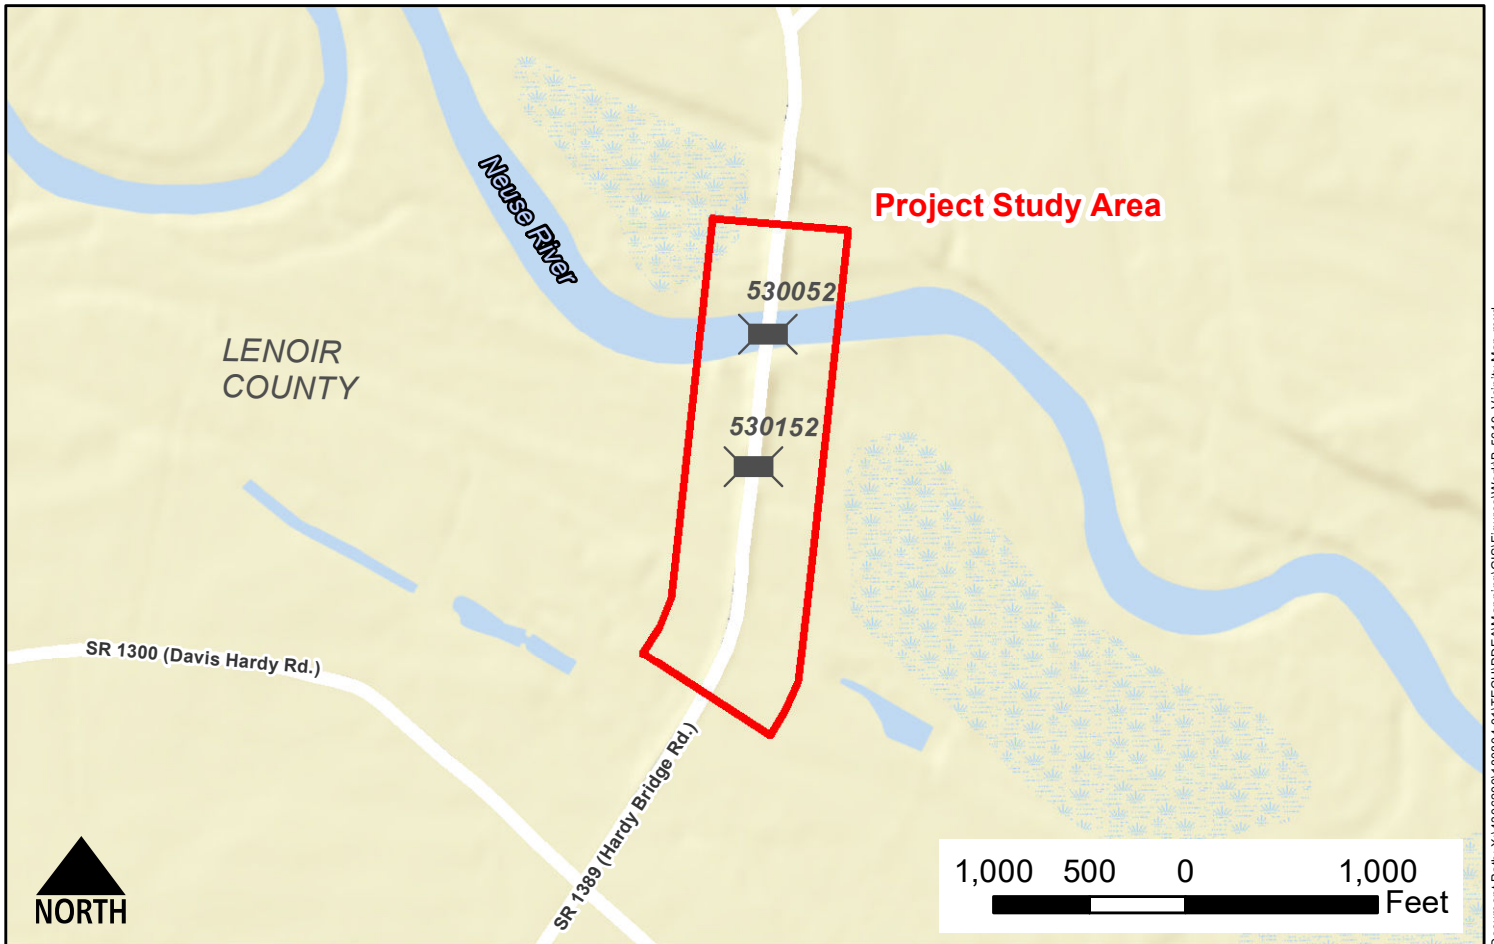 Project Study Area
Neuse River
530052
LENOIR
COUNTY
530152
SR 1300 (Davis Hardy Rd.)
SR 1389 (Hardy Bridge Rd.)
NORTH
1,000 500 0 1,000
Feet